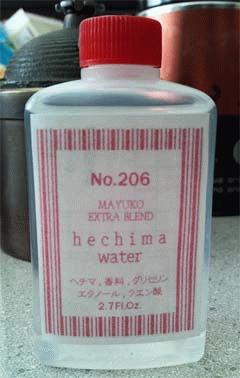 No.206
MAYUKO
EXTRA BLEND
hechima
water
ヘチマ,香料,グリセリン
エタノール,クエン酸
2.7Fl.Oz.